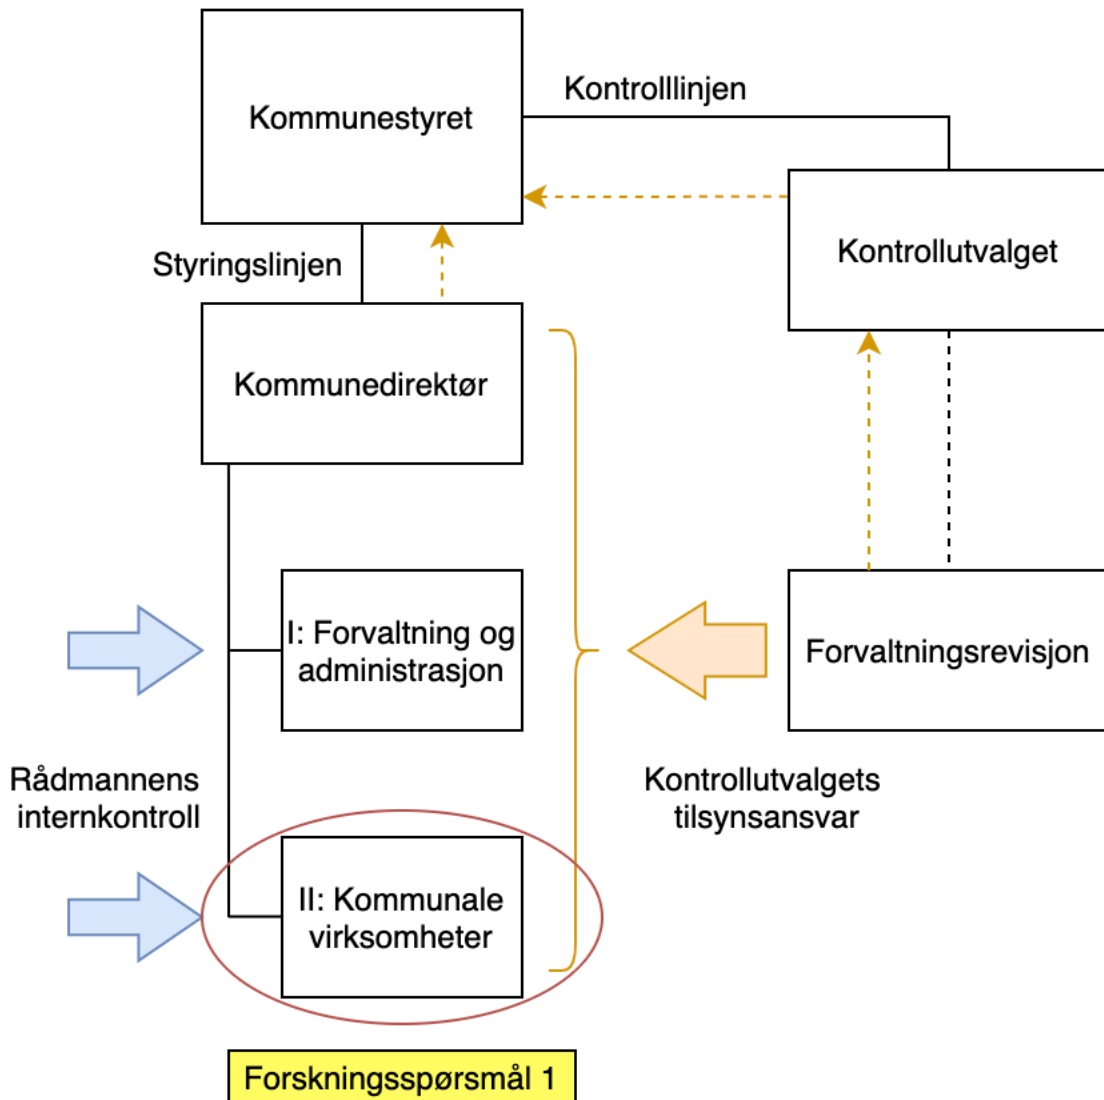 Kontrolllinjen
Kommunestyret
Kontrollutvalget
Styringslinjen
Kommunedirektør
I: Forvaltning og
administrasjon
Forvaltningsrevisjon
Rådmannens
internkontroll
Kontrollutvalgets
tilsynsansvar
II: Kommunale
virksomheter
Forskningsspørsmål 1